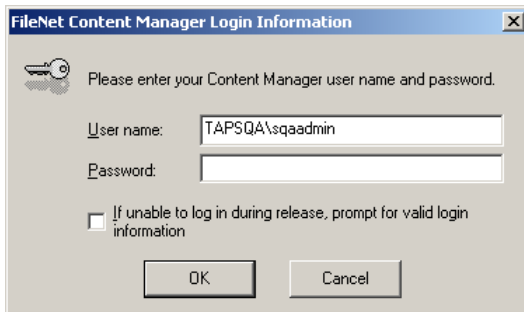 FileNet Content Manager Login Information
Please enter your Content Manager user name and password.
User name:
TAPSQA\sqaadmin
Password:
If unable to log in during release, prompt for valid login
information
OK
Cancel